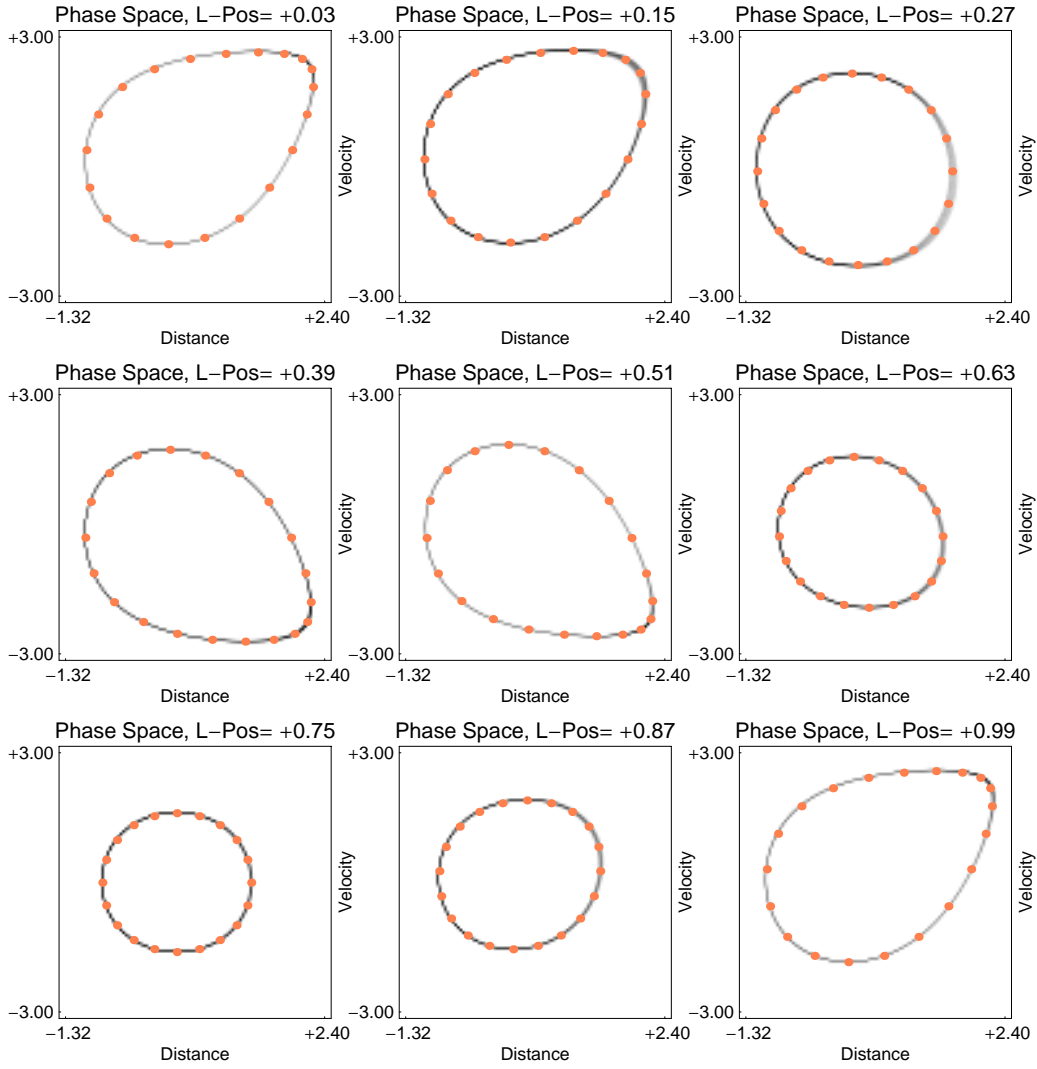 Phase Space, L−Pos= +0.03
+3.00
−3.00
−1.32
+2.40
Distance
Velocity
Phase Space, L−Pos= +0.15
+3.00
−3.00
−1.32
+2.40
Distance
Velocity
Phase Space, L−Pos= +0.27
+3.00
−3.00
−1.32
+2.40
Distance
Velocity
Phase Space, L−Pos= +0.39
+3.00
−3.00
−1.32
+2.40
Distance
Velocity
Phase Space, L−Pos= +0.51
+3.00
−3.00
−1.32
+2.40
Distance
Velocity
Phase Space, L−Pos= +0.63
+3.00
−3.00
−1.32
+2.40
Distance
Velocity
Phase Space, L−Pos= +0.75
+3.00
−3.00
−1.32
+2.40
Distance
Velocity
Phase Space, L−Pos= +0.87
+3.00
−3.00
−1.32
+2.40
Distance
Velocity
Phase Space, L−Pos= +0.99
+3.00
−3.00
−1.32
+2.40
Distance
Velocity